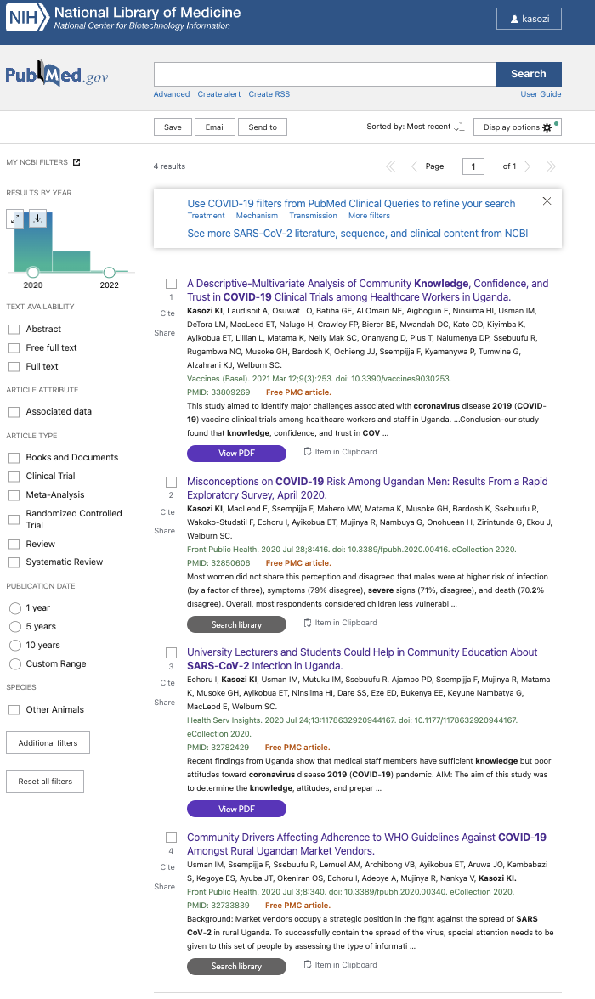 NIH National Library of Medicine
National Center for Biotechnology Information
kasozi
PubMed.gov
Search
Advanced Create alert Create RSS
User Guide
Save Email Send to
Sorted by: Most recent
Display options
MY NCBI FILTERS
4 results
Page 1 of 1
RESULTS BY YEAR
2020 2022
Use COVID-19 filters from PubMed Clinical Queries to refine your search
Treatment Mechanism Transmission More filters
See more SARS-CoV-2 literature, sequence, and clinical content from NCBI
TEXT AVAILABILITY
Abstract
Free full text
Full text
ARTICLE ATTRIBUTE
Associated data
ARTICLE TYPE
Books and Documents
Clinical Trial
Meta-Analysis
Randomized Controlled
Trial
Review
Systematic Review
PUBLICATION DATE
1 year
5 years
10 years
Custom Range
SPECIES
Other Animals
Additional filters
Reset all filters
1
Cite
Share
A Descriptive-Multivariate Analysis of Community Knowledge, Confidence, and
Trust in COVID-19 Clinical Trials among Healthcare Workers in Uganda.
Kasozi KI, Laudisoit A, Osuwat LO, Batiha GE, Al Omairi NE, Aigbogun E, Ninsiima HI, Usman IM,
DeTora LM, MacLeod ET, Nalugo H, Crawley FP, Bierer BE, Mwandah DC, Kato CD, Kiyimba K,
Ayikobua ET, Lillian L, Matama K, Nelly Mak SC, Onanyang D, Pius T, Nalumenya DP, Ssebuufu R,
Rugambwa NO, Musoke GH, Bardosh K, Ochieng JJ, Ssempijja F, Kyamanywa P, Tumwine G,
Alzahrani KJ, Welburn SC.
Vaccines (Basel). 2021 Mar 12;9(3):253. doi: 10.3390/vaccines9030253.
PMID: 33809269 Free PMC article.
This study aimed to identify major challenges associated with coronavirus disease 2019 (COVID-
19) vaccine clinical trials among healthcare workers and staff in Uganda. ...Conclusion-our study
found that knowledge, confidence, and trust in COV ...
View PDF Item in Clipboard
2
Cite
Share
Misconceptions on COVID-19 Risk Among Ugandan Men: Results From a Rapid
Exploratory Survey, April 2020.
Kasozi KI, MacLeod E, Ssempijja F, Mahero MW, Matama K, Musoke GH, Bardosh K, Ssebuufu R,
Wakoko-Studstil F, Echoru I, Ayikobua ET, Mujinya R, Nambuya G, Onohuean H, Zirintunda G, Ekou J,
Welburn SC.
Front Public Health. 2020 Jul 28;8:416. doi: 10.3389/fpubh.2020.00416. eCollection 2020.
PMID: 32850606 Free PMC article.
Most women did not share this perception and disagreed that males were at higher risk of infection
(by a factor of three), symptoms (79% disagree), severe signs (71%, disagree), and death (70.2%
disagree). Overall, most respondents considered children less vulnerabl ...
Search library Item in Clipboard
3
Cite
Share
University Lecturers and Students Could Help in Community Education About
SARS-CoV-2 Infection in Uganda.
Echoru I, Kasozi KI, Usman IM, Mutuku IM, Ssebuufu R, Ajambo PD, Ssempijja F, Mujinya R, Matama
K, Musoke GH, Ayikobua ET, Ninsiima HI, Dare SS, Eze ED, Bukenya EE, Keyune Nambatya G,
MacLeod E, Welburn SC.
Health Serv Insights. 2020 Jul 24;13:1178632920944167. doi: 10.1177/1178632920944167.
eCollection 2020.
PMID: 32782429 Free PMC article.
Recent findings from Uganda show that medical staff members have sufficient knowledge but poor
attitudes toward coronavirus disease 2019 (COVID-19) pandemic. AIM: The aim of this study was
to determine the knowledge, attitudes, and prepar ...
View PDF
4
Cite
Share
Community Drivers Affecting Adherence to WHO Guidelines Against COVID-19
Amongst Rural Ugandan Market Vendors.
Usman IM, Ssempijja F, Ssebuufu R, Lemuel AM, Archibong VB, Ayikobua ET, Aruwa JO, Kembabazi
S, Kegoye ES, Ayuba JT, Okeniran OS, Echoru I, Adeoye A, Mujinya R, Nankya V, Kasozi KI.
Front Public Health. 2020 Jul 3;8:340. doi: 10.3389/fpubh.2020.00340. eCollection 2020.
PMID: 32733839 Free PMC article.
Background: Market vendors occupy a strategic position in the fight against the spread of SARS
CoV-2 in rural Uganda. To successfully contain the spread of the virus, special attention needs to be
given to this set of people by assessing the type of informati ...
Search library Item in Clipboard